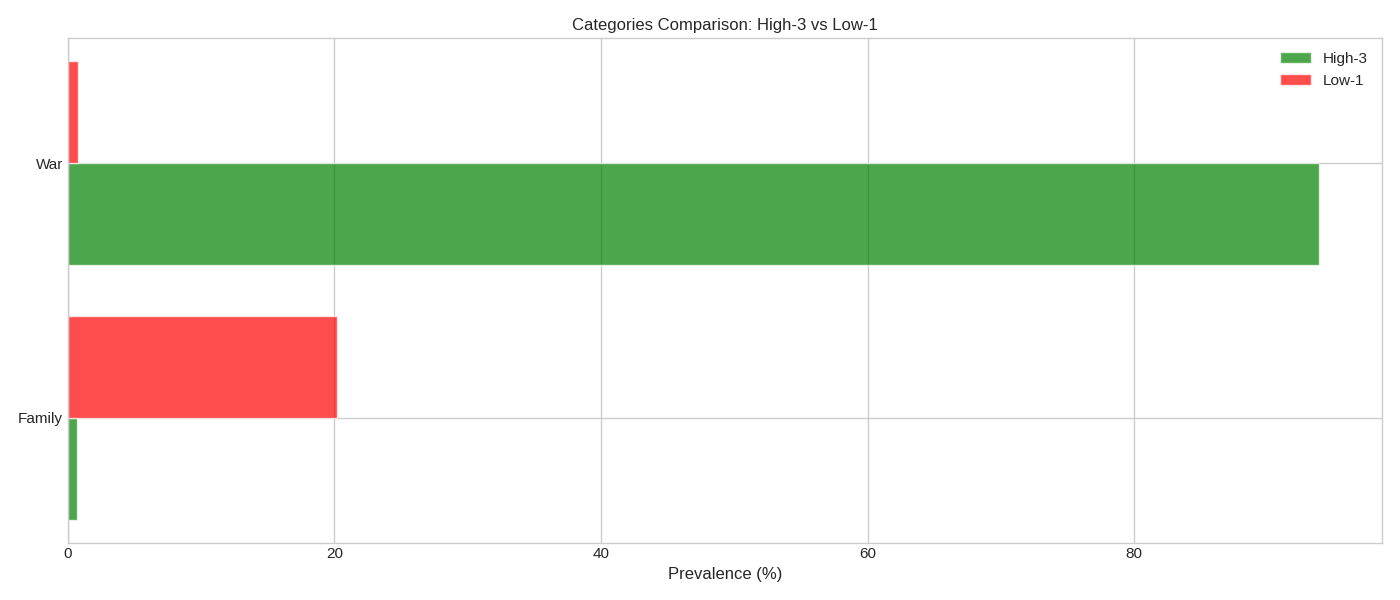 Categories Comparison: High-3 vs Low-1
High-3
Low-1
War
Family
0 20 40 60 80
Prevalence (%)